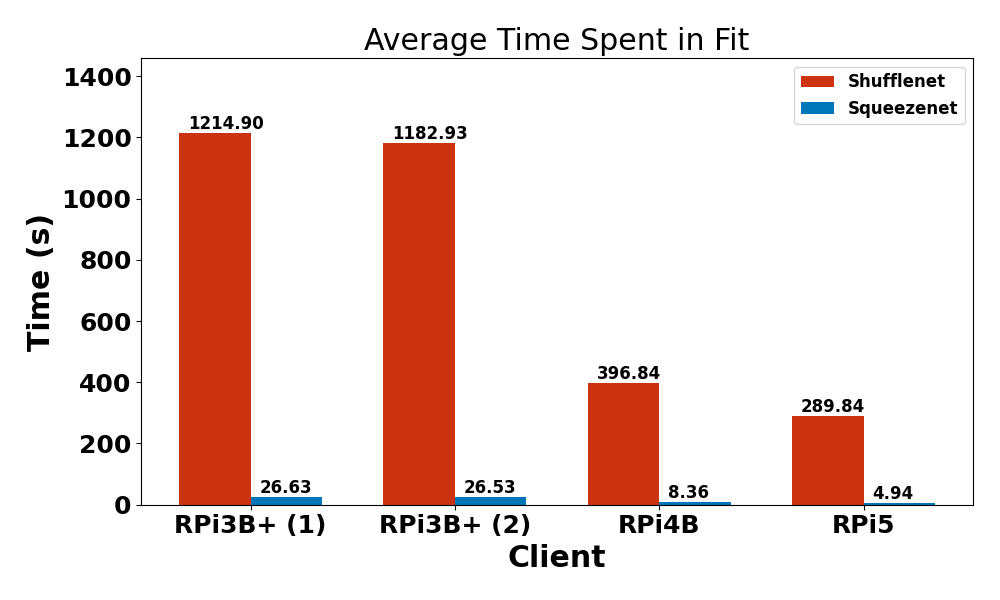 Average Time Spent in Fit
Shufflenet
Squeezenet
Time (s)
1400
1200
1000
800
600
400
200
0
1214.90
1182.93
396.84
289.84
26.63
26.53
8.36
4.94
RPi3B+ (1)
RPi3B+ (2)
RPi4B
RPi5
Client